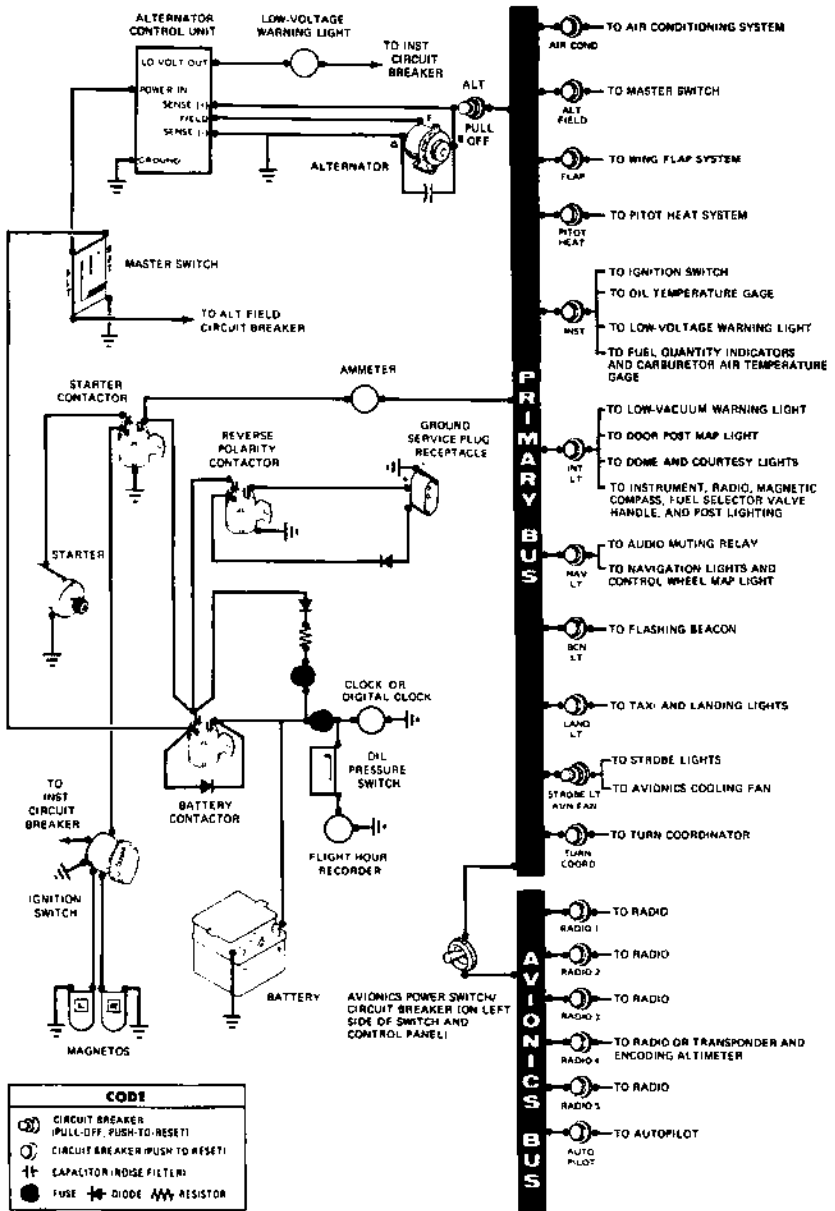 ALTERNATOR
CONTROL UNIT
LOW-VOLTAGE
WARNING LIGHT
LO VOLT OUT
POWER IN
SENSE (+)
FIELD
SENSE (-)
GROUND
TO INST
CIRCUIT
BREAKER
ALT
PULL
OFF
F
A
B
ALTERNATOR
MASTER SWITCH
TO ALT FIELD
CIRCUIT BREAKER
STARTER
CONTACTOR
AMMETER
REVERSE
POLARITY
CONTACTOR
GROUND
SERVICE PLUG
RECEPTACLE
STARTER
CLOCK OR
DIGITAL CLOCK
OIL
PRESSURE
SWITCH
FLIGHT HOUR
RECORDER
BATTERY
CONTACTOR
TO
INST
CIRCUIT
BREAKER
IGNITION
SWITCH
L
R
MAGNETOS
BATTERY
AVIONICS POWER SWITCH/
CIRCUIT BREAKER (ON LEFT
SIDE OF SWITCH AND
CONTROL PANEL)
PRIMARY BUS
AIR COND
TO AIR CONDITIONING SYSTEM
ALT
FIELD
TO MASTER SWITCH
FLAP
TO WING FLAP SYSTEM
PITOT
HEAT
TO PITOT HEAT SYSTEM
INST
TO IGNITION SWITCH
TO OIL TEMPERATURE GAGE
TO LOW-VOLTAGE WARNING LIGHT
TO FUEL QUANTITY INDICATORS
AND CARBURETOR AIR TEMPERATURE
GAGE
INT
LT
TO LOW-VACUUM WARNING LIGHT
TO DOOR POST MAP LIGHT
TO DOME AND COURTESY LIGHTS
TO INSTRUMENT, RADIO, MAGNETIC
COMPASS, FUEL SELECTOR VALVE
HANDLE, AND POST LIGHTING
NAV
LT
TO AUDIO MUTING RELAY
TO NAVIGATION LIGHTS AND
CONTROL WHEEL MAP LIGHT
BCN
LT
TO FLASHING BEACON
LAND
LT
TO TAXI AND LANDING LIGHTS
STROBE LT
AVN FAN
TO STROBE LIGHTS
TO AVIONICS COOLING FAN
TURN
COORD
TO TURN COORDINATOR
AVIONICS BUS
RADIO 1
TO RADIO
RADIO 2
TO RADIO
RADIO 3
TO RADIO
RADIO 4
TO RADIO OR TRANSPONDER AND
ENCODING ALTIMETER
RADIO 5
TO RADIO
AUTO
PILOT
TO AUTOPILOT
CODE
CIRCUIT BREAKER
(PULL-OFF, PUSH-TO-RESET)
CIRCUIT BREAKER (PUSH TO RESET)
CAPACITOR (NOISE FILTER)
FUSE
DIODE
RESISTOR